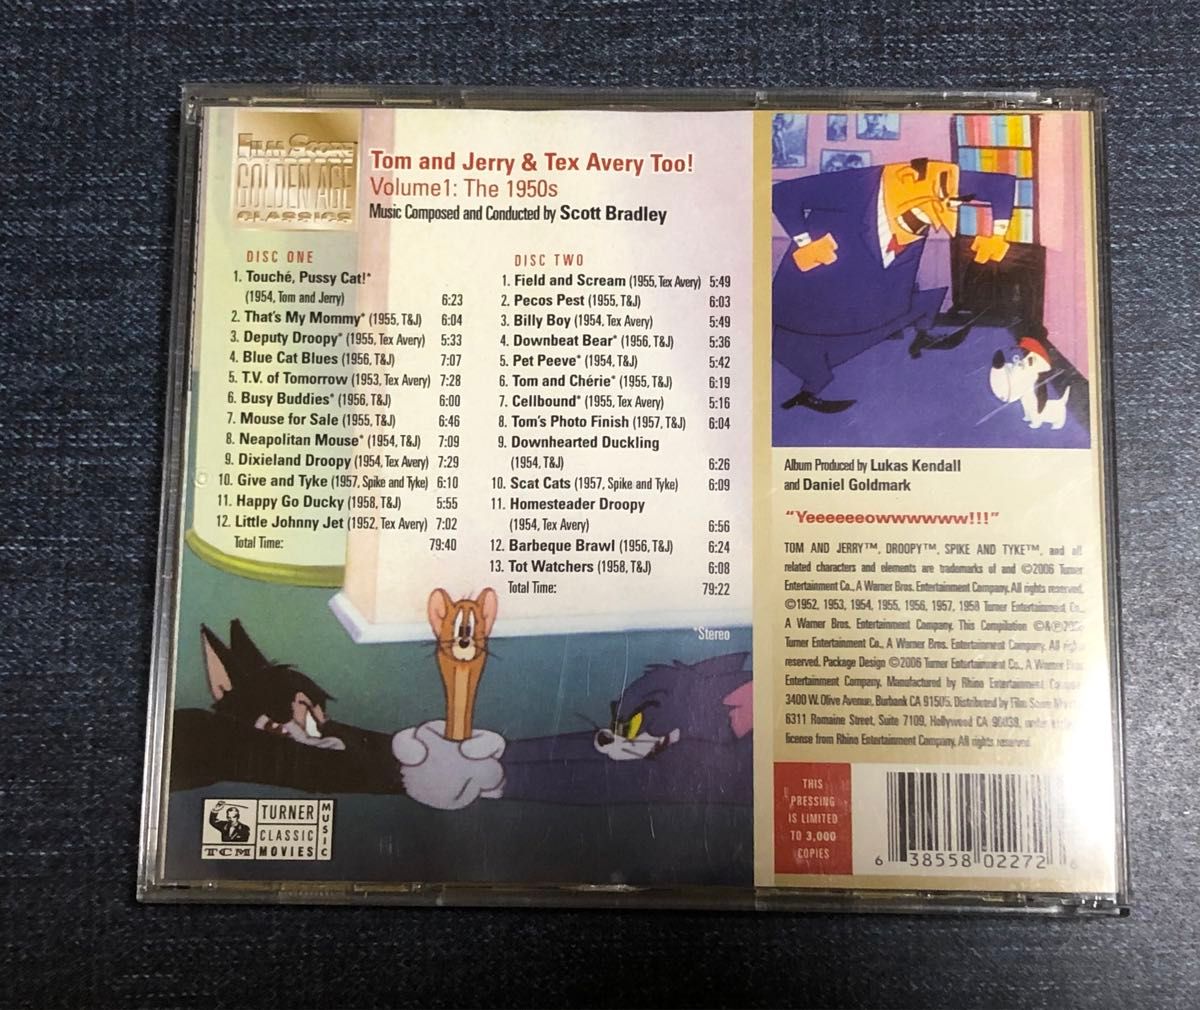 FILM SCORE
GOLDEN AGE
CLASSICS
Tom and Jerry & Tex Avery Too!
Volume1: The 1950s
Music Composed and Conducted by Scott Bradley
DISC ONE
1. Touché, Pussy Cat!*
(1954, Tom and Jerry) 6:23
2. That's My Mommy* (1955, T&J) 6:04
3. Deputy Droopy* (1955, Tex Avery) 5:33
4. Blue Cat Blues (1956, T&J) 7:07
5. T.V. of Tomorrow (1953, Tex Avery) 7:28
6. Busy Buddies* (1956, T&J) 6:00
7. Mouse for Sale (1955, T&J) 6:46
8. Neapolitan Mouse* (1954, T&J) 7:09
9. Dixieland Droopy (1954, Tex Avery) 7:29
10. Give and Tyke (1957, Spike and Tyke) 6:10
11. Happy Go Ducky (1958, T&J) 5:55
12. Little Johnny Jet (1952, Tex Avery) 7:02
Total Time: 79:40
DISC TWO
1. Field and Scream (1955, Tex Avery) 5:49
2. Pecos Pest (1955, T&J) 6:03
3. Billy Boy (1954, Tex Avery) 5:49
4. Downbeat Bear* (1956, T&J) 5:36
5. Pet Peeve* (1954, T&J) 5:42
6. Tom and Chérie* (1955, T&J) 6:19
7. Cellbound* (1955, Tex Avery) 5:16
8. Tom's Photo Finish (1957, T&J) 6:04
9. Downhearted Duckling
(1954, T&J) 6:26
10. Scat Cats (1957, Spike and Tyke) 6:09
11. Homesteader Droopy
(1954, Tex Avery) 6:56
12. Barbeque Brawl (1956, T&J) 6:24
13. Tot Watchers (1958, T&J) 6:08
Total Time: 79:22
*Stereo
TCM
TURNER
CLASSIC
MOVIES
MUSIC
Album Produced by Lukas Kendall
and Daniel Goldmark
"Yeeeeeeowwwwwww!!!"
TOM AND JERRY™, DROOPY™, SPIKE AND TYKE™, and all
related characters and elements are trademarks of and ©2006 Turner
Entertainment Co., A Warner Bros. Entertainment Company. All rights reserved.
©1952, 1953, 1954, 1955, 1956, 1957, 1958 Turner Entertainment Co.,
A Warner Bros. Entertainment Company. This Compilation ©&℗
Turner Entertainment Co., A Warner Bros. Entertainment Company. All rights
reserved. Package Design ©2006 Turner Entertainment Co., A Warner Bros.
Entertainment Company. Manufactured by Rhino Entertainment
3400 W. Olive Avenue, Burbank CA 91505. Distributed by Film Score
6311 Romaine Street, Suite 7109, Hollywood CA 90038, under
license from Rhino Entertainment Company. All rights reserved.
THIS
PRESSING
IS LIMITED
TO 3,000
COPIES
6 38558 02272 6